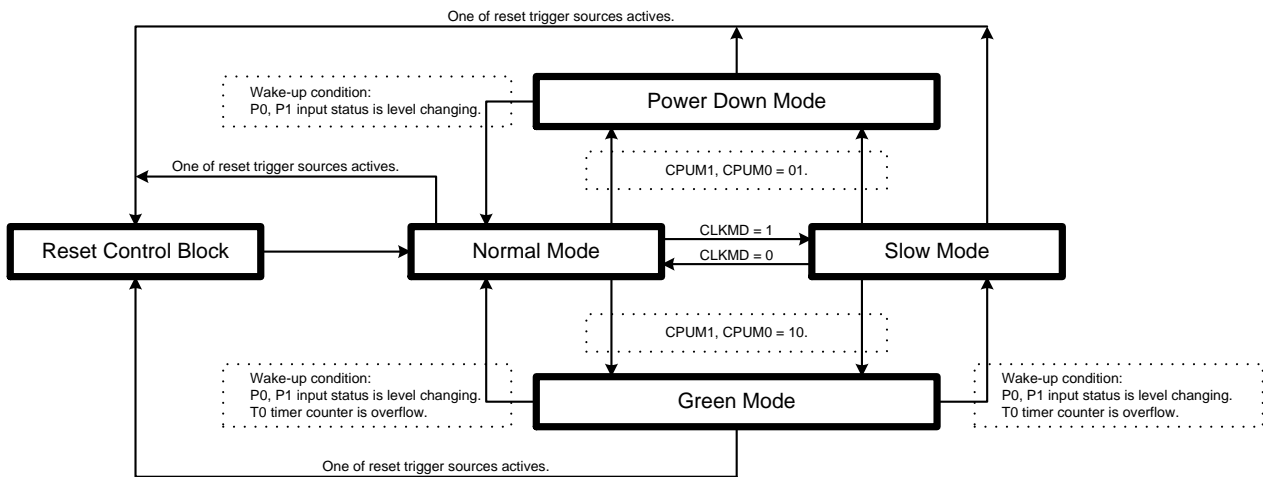 One of reset trigger sources actives.
Wake-up condition:
P0, P1 input status is level changing.
Power Down Mode
One of reset trigger sources actives.
CPUM1, CPUM0 = 01.
Reset Control Block
Normal Mode
CLKMD = 1
CLKMD = 0
Slow Mode
CPUM1, CPUM0 = 10.
Wake-up condition:
P0, P1 input status is level changing.
T0 timer counter is overflow.
Green Mode
Wake-up condition:
P0, P1 input status is level changing.
T0 timer counter is overflow.
One of reset trigger sources actives.